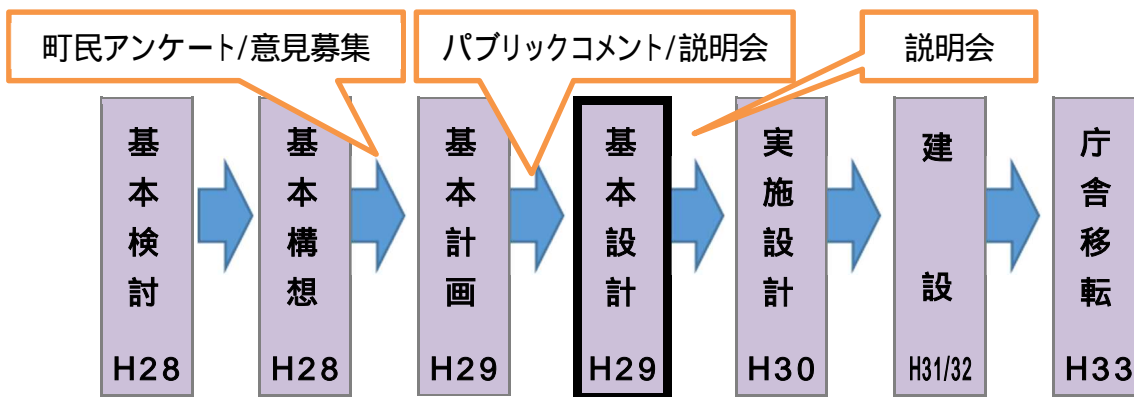 町民アンケート/意見募集
パブリックコメント/説明会
説明会
基本検討
H28
基本構想
H28
基本計画
H29
基本設計
H29
実施設計
H30
建設
H31/32
庁舎移転
H33